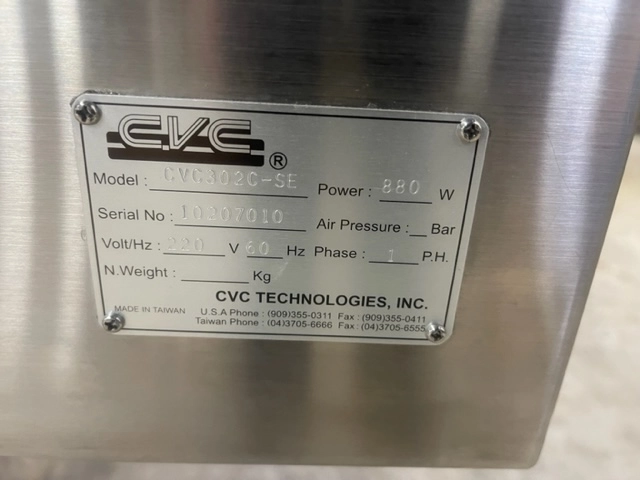 CVC ®
Model : CVC302C-SE Power : 880 W
Serial No : 10207010 Air Pressure : Bar
Volt/Hz : 220 V 60 Hz Phase : 1 P.H.
N.Weight : Kg
CVC TECHNOLOGIES, INC.
MADE IN TAIWAN U.S.A Phone : (909)355-0311 Fax : (909)355-0411
Taiwan Phone : (04)3705-6666 Fax : (04)3705-6555